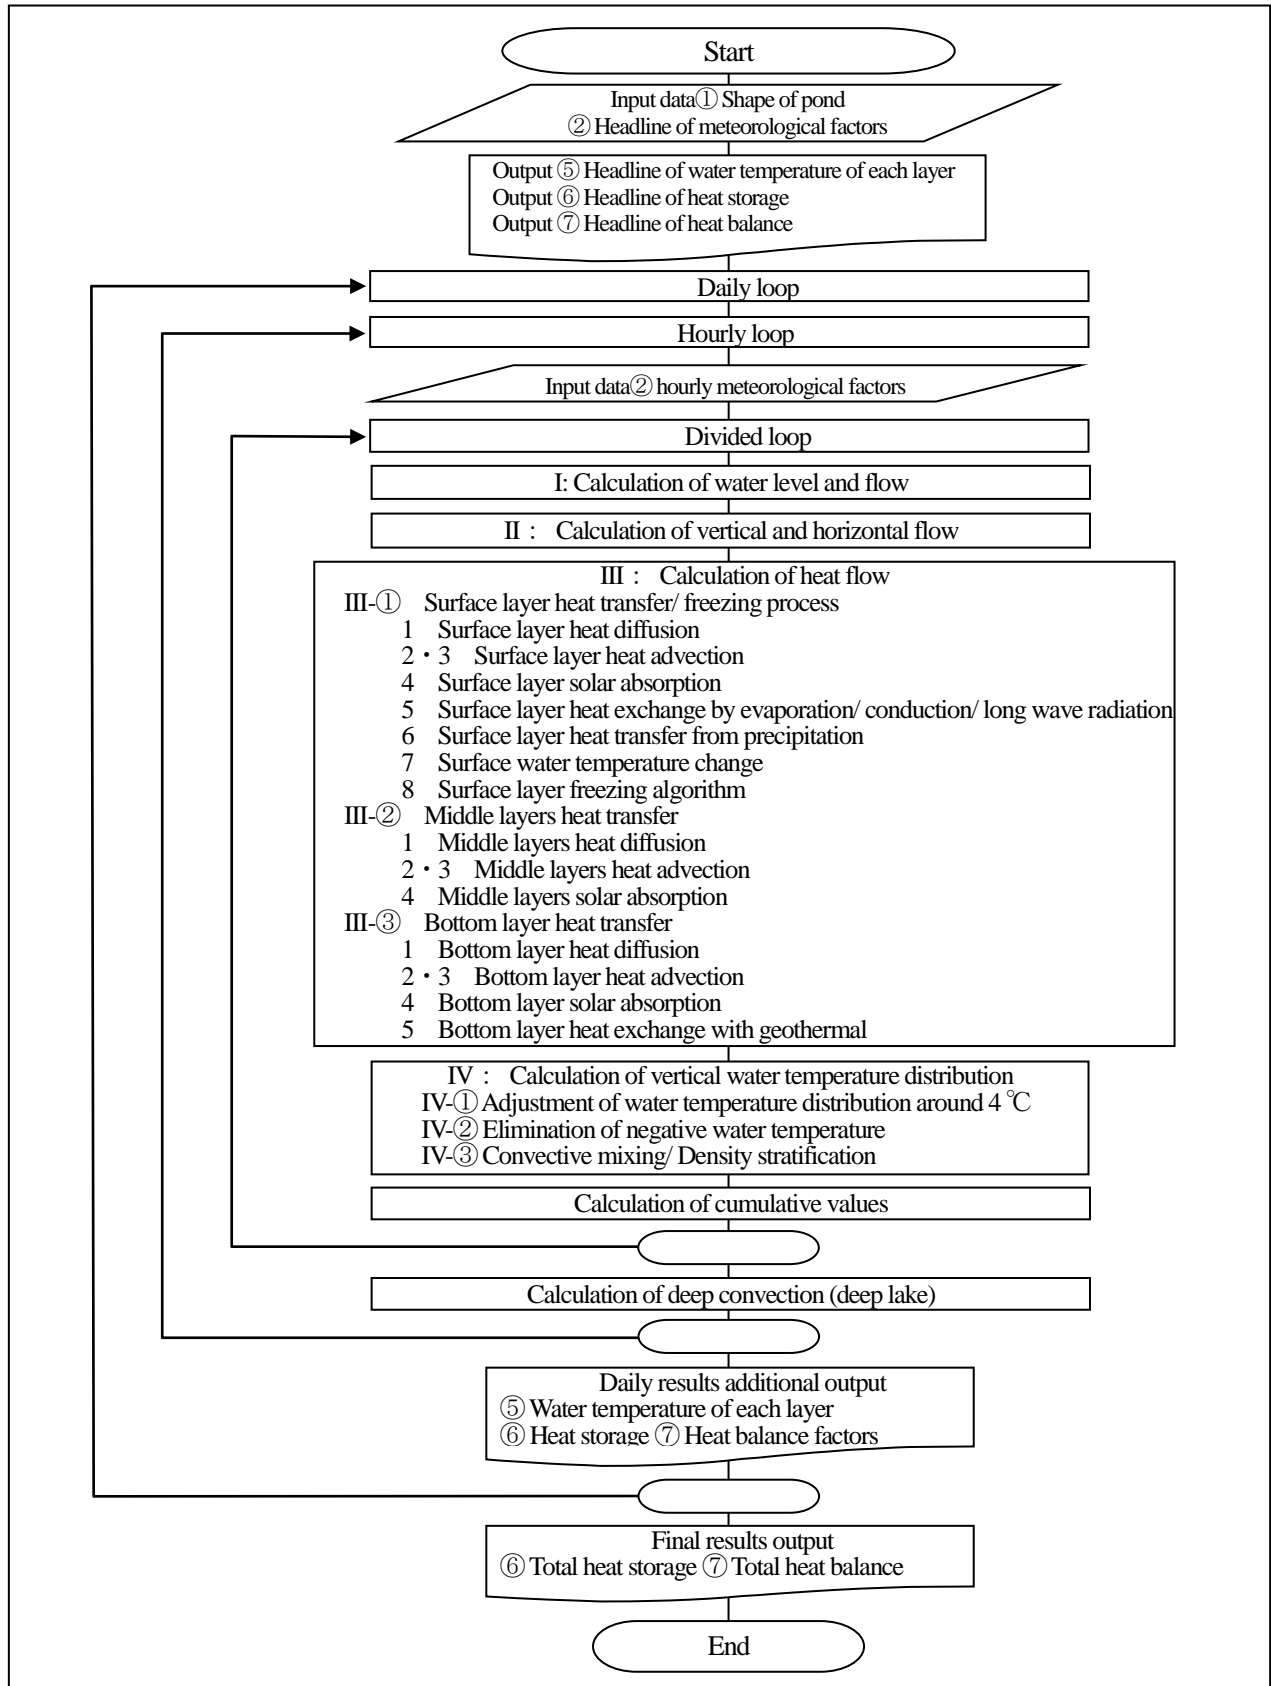 Start
Input data① Shape of pond
② Headline of meteorological factors
Output ⑤ Headline of water temperature of each layer
Output ⑥ Headline of heat storage
Output ⑦ Headline of heat balance
Daily loop
Hourly loop
Input data② hourly meteorological factors
Divided loop
I: Calculation of water level and flow
II： Calculation of vertical and horizontal flow
III： Calculation of heat flow
III-① Surface layer heat transfer/ freezing process
1 Surface layer heat diffusion
2・3 Surface layer heat advection
4 Surface layer solar absorption
5 Surface layer heat exchange by evaporation/ conduction/ long wave radiation
6 Surface layer heat transfer from precipitation
7 Surface water temperature change
8 Surface layer freezing algorithm
III-② Middle layers heat transfer
1 Middle layers heat diffusion
2・3 Middle layers heat advection
4 Middle layers solar absorption
III-③ Bottom layer heat transfer
1 Bottom layer heat diffusion
2・3 Bottom layer heat advection
4 Bottom layer solar absorption
5 Bottom layer heat exchange with geothermal
IV： Calculation of vertical water temperature distribution
IV-① Adjustment of water temperature distribution around 4 ℃
IV-② Elimination of negative water temperature
IV-③ Convective mixing/ Density stratification
Calculation of cumulative values
Calculation of deep convection (deep lake)
Daily results additional output
⑤ Water temperature of each layer
⑥ Heat storage ⑦ Heat balance factors
Final results output
⑥ Total heat storage ⑦ Total heat balance
End